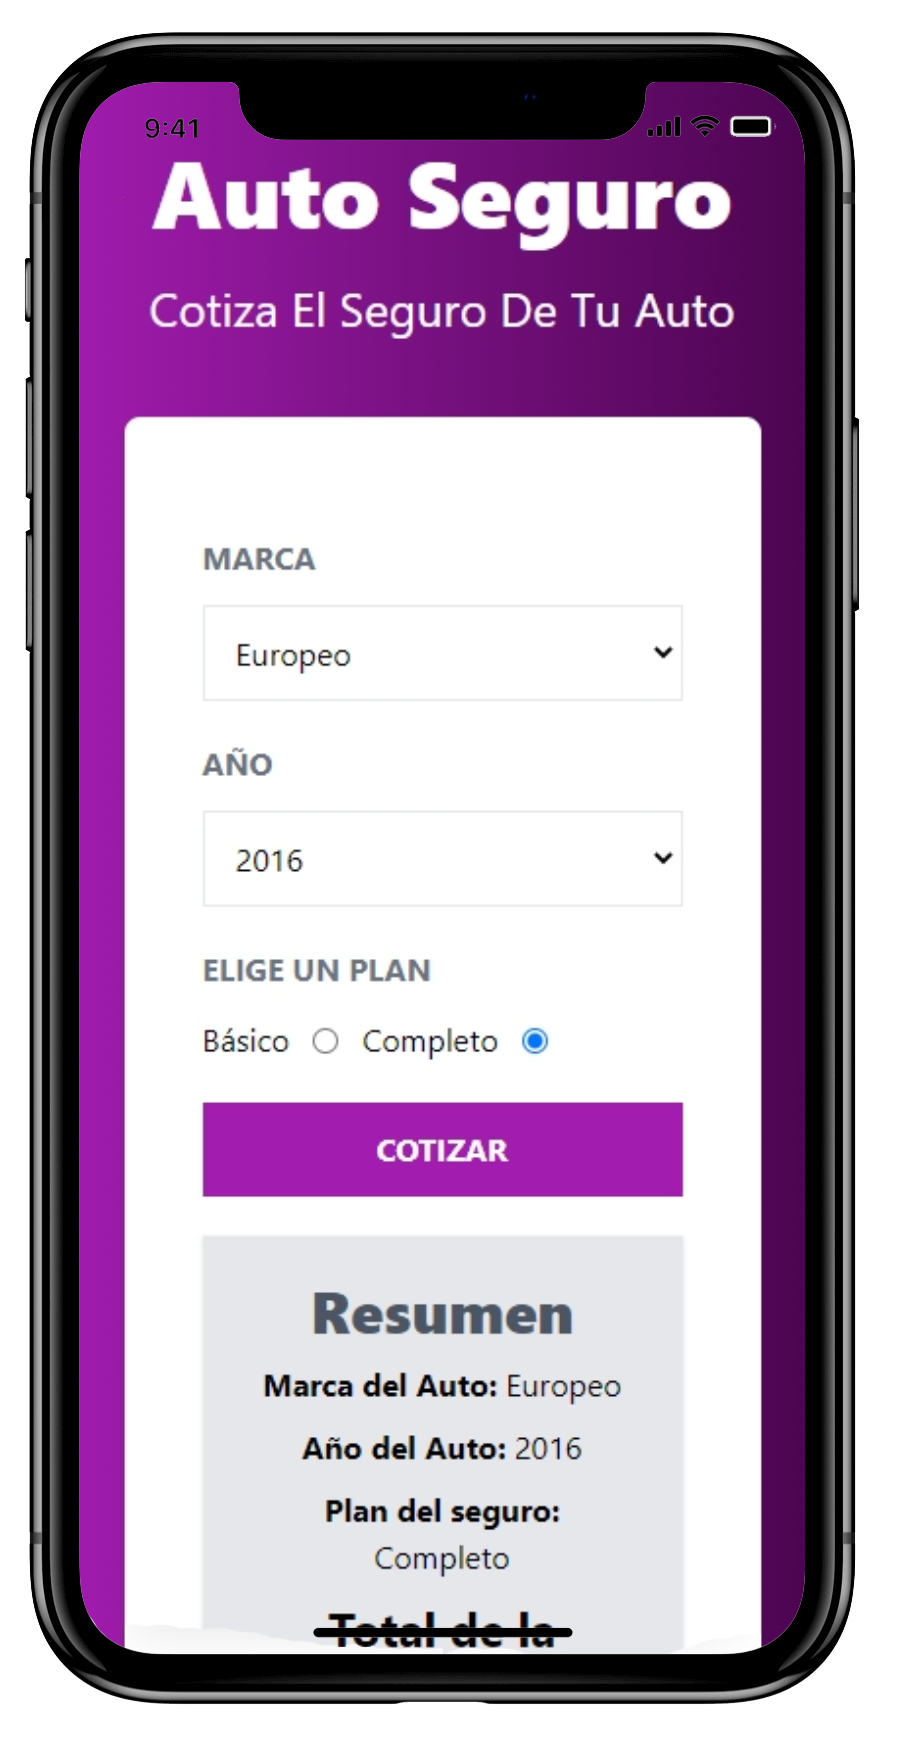 9:41
Auto Seguro
Cotiza El Seguro De Tu Auto
MARCA
Europeo
AÑO
2016
ELIGE UN PLAN
Básico Completo
COTIZAR
Resumen
Marca del Auto: Europeo
Año del Auto: 2016
Plan del seguro:
Completo
Total de la